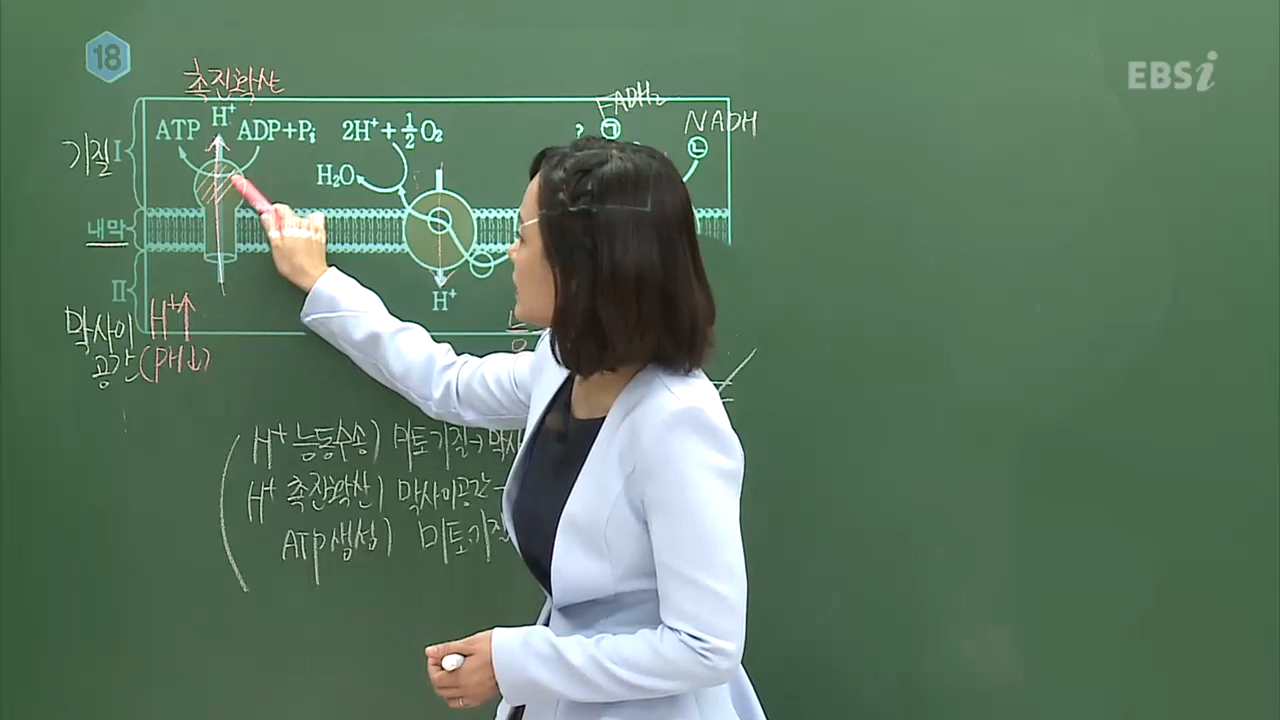 18
EBSi
촉진확산
FADH₂
H⁺
ATP
ADP+Pᵢ
2H⁺+½O₂
?
㉠
NADH
㉡
기질 I
H₂O
내막
II
H⁺
막사이 H⁺↑
공간 (PH↓)
H⁺ 능동수송) 미토기질→막사
H⁺ 촉진확산) 막사이공간→
ATP생성) 미토기질